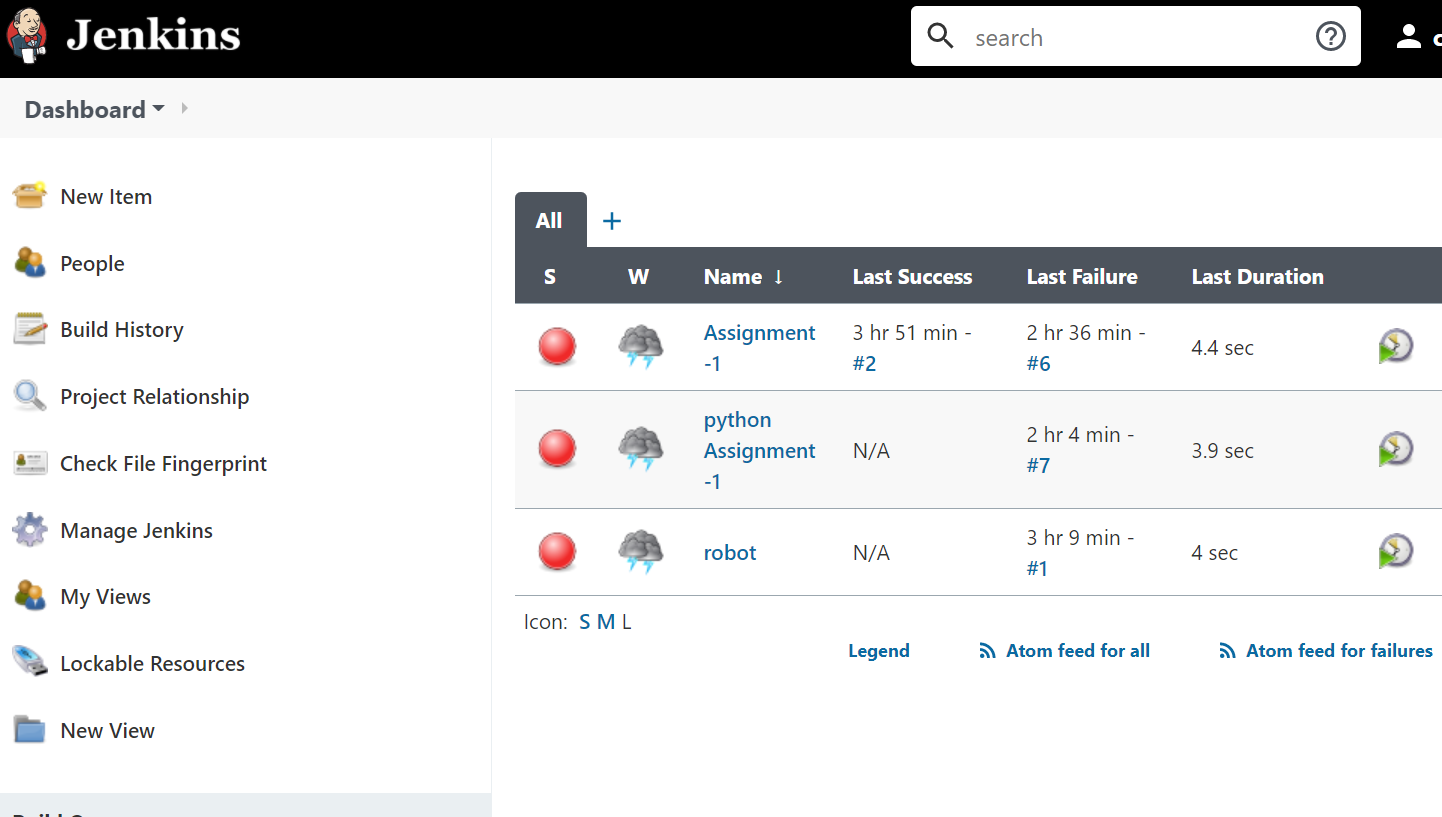 Jenkins
search
Dashboard
New Item
People
Build History
Project Relationship
Check File Fingerprint
Manage Jenkins
My Views
Lockable Resources
New View
All +
S W Name ↓ Last Success Last Failure Last Duration
Assignment
-1
3 hr 51 min -
#2
2 hr 36 min -
#6
4.4 sec
python
Assignment
-1
N/A
2 hr 4 min -
#7
3.9 sec
robot
N/A
3 hr 9 min -
#1
4 sec
Icon: S M L
Legend Atom feed for all Atom feed for failures